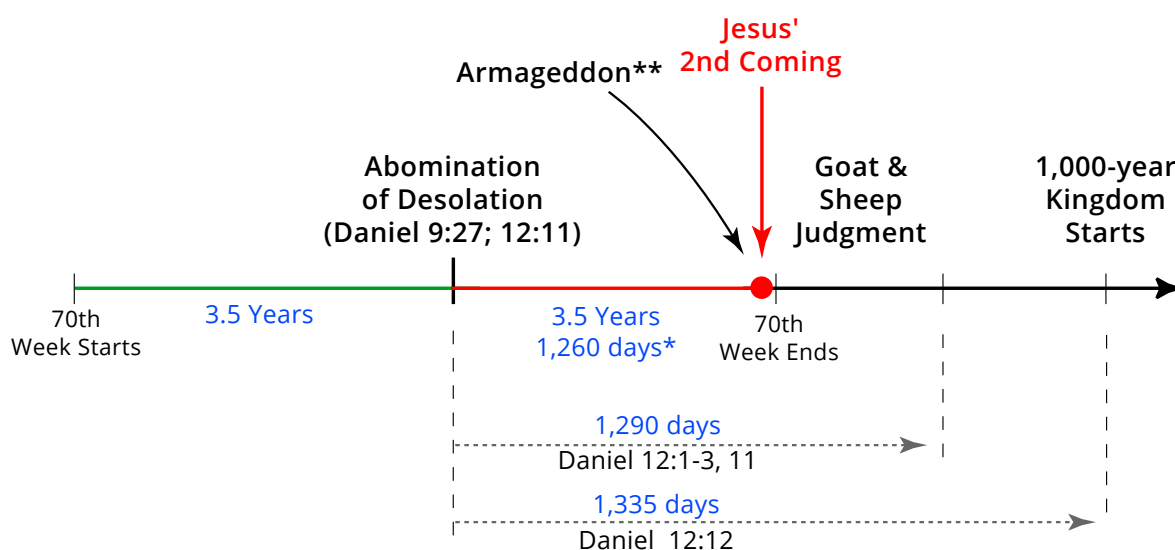 Jesus'
2nd Coming
Armageddon**
Abomination
of Desolation
(Daniel 9:27; 12:11)
Goat &
Sheep
Judgment
1,000-year
Kingdom
Starts
70th
Week Starts
3.5 Years
3.5 Years
1,260 days*
70th
Week Ends
1,290 days
Daniel 12:1-3, 11
1,335 days
Daniel 12:12